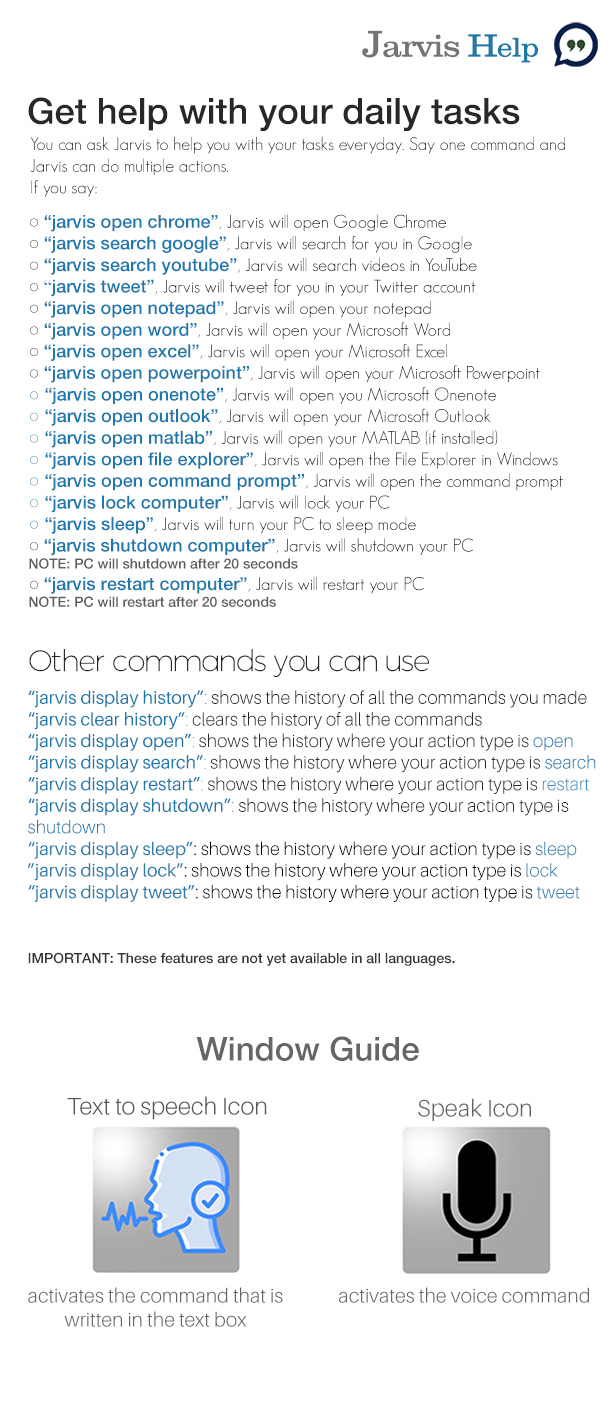 Jarvis Help
Get help with your daily tasks
You can ask Jarvis to help you with your tasks everyday. Say one command and
Jarvis can do multiple actions.
If you say:
○ “jarvis open chrome”, Jarvis will open Google Chrome
○ “jarvis search google”, Jarvis will search for you in Google
○ “jarvis search youtube”, Jarvis will search videos in YouTube
○ “jarvis tweet”, Jarvis will tweet for you in your Twitter account
○ “jarvis open notepad”, Jarvis will open your notepad
○ “jarvis open word”, Jarvis will open your Microsoft Word
○ “jarvis open excel”, Jarvis will open your Microsoft Excel
○ “jarvis open powerpoint”, Jarvis will open your Microsoft Powerpoint
○ “jarvis open onenote”, Jarvis will open you Microsoft Onenote
○ “jarvis open outlook”, Jarvis will open your Microsoft Outlook
○ “jarvis open matlab”, Jarvis will open your MATLAB (if installed)
○ “jarvis open file explorer”, Jarvis will open the File Explorer in Windows
○ “jarvis open command prompt”, Jarvis will open the command prompt
○ “jarvis lock computer”, Jarvis will lock your PC
○ “jarvis sleep”, Jarvis will turn your PC to sleep mode
○ “jarvis shutdown computer”, Jarvis will shutdown your PC
NOTE: PC will shutdown after 20 seconds
○ “jarvis restart computer”, Jarvis will restart your PC
NOTE: PC will restart after 20 seconds
Other commands you can use
“jarvis display history”: shows the history of all the commands you made
“jarvis clear history”: clears the history of all the commands
“jarvis display open”: shows the history where your action type is open
“jarvis display search”: shows the history where your action type is search
“jarvis display restart”: shows the history where your action type is restart
“jarvis display shutdown”: shows the history where your action type is
shutdown
“jarvis display sleep”: shows the history where your action type is sleep
”jarvis display lock”: shows the history where your action type is lock
“jarvis display tweet”: shows the history where your action type is tweet
IMPORTANT: These features are not yet available in all languages.
Window Guide
Text to speech Icon
Speak Icon
activates the command that is
written in the text box
activates the voice command